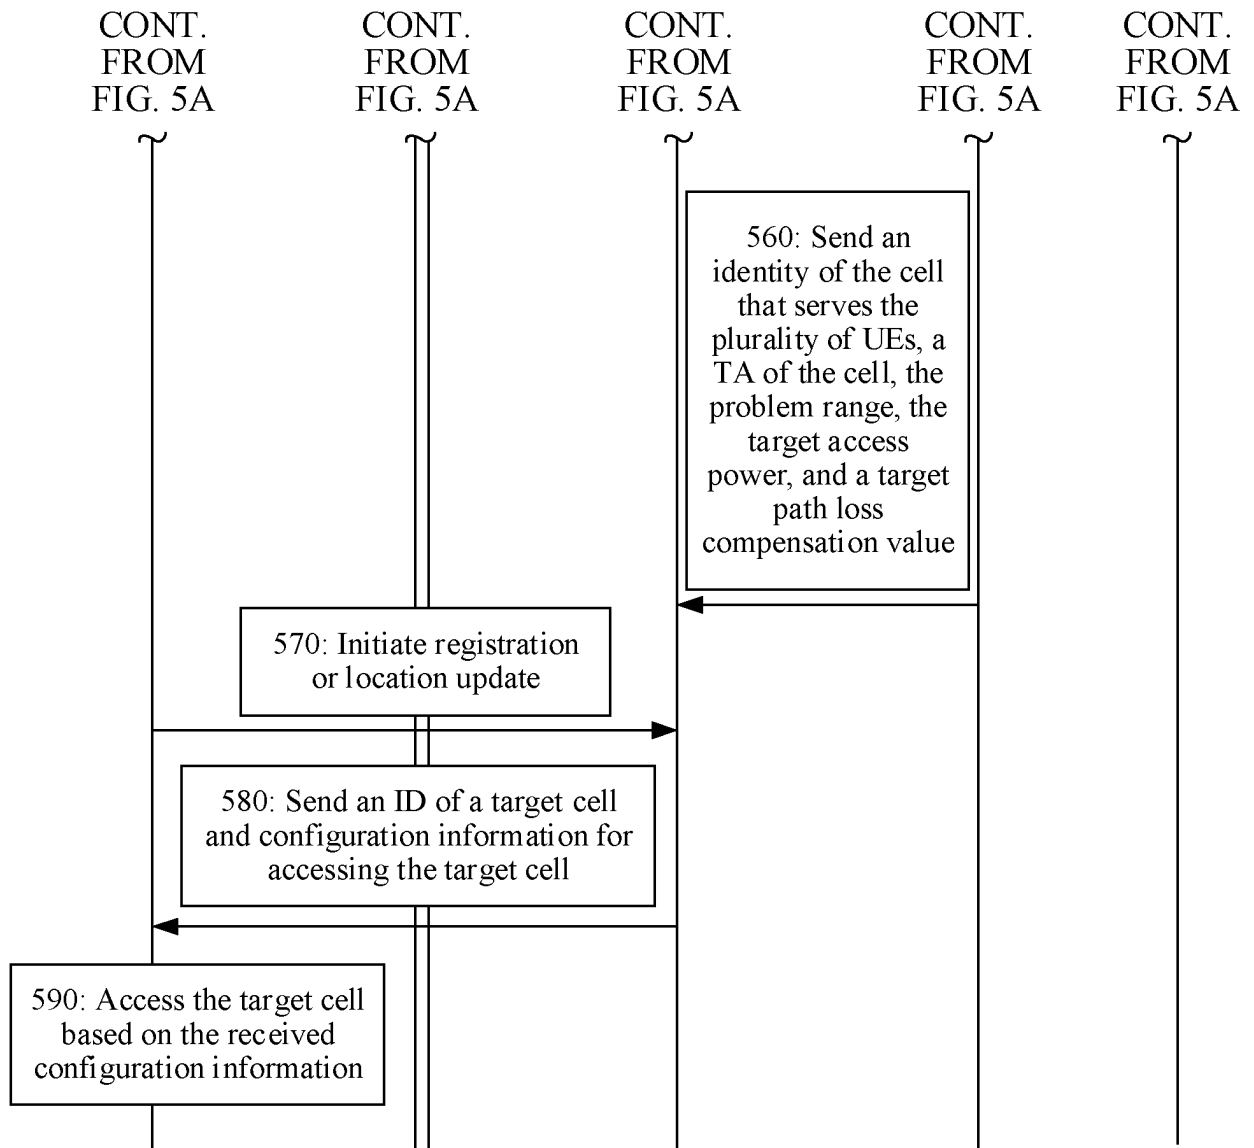 CONT.
FROM
FIG. 5A
CONT.
FROM
FIG. 5A
CONT.
FROM
FIG. 5A
CONT.
FROM
FIG. 5A
CONT.
FROM
FIG. 5A
560: Send an
identity of the cell
that serves the
plurality of UEs, a
TA of the cell, the
problem range, the
target access
power, and a target
path loss
compensation value
570: Initiate registration
or location update
580: Send an ID of a target cell
and configuration information for
accessing the target cell
590: Access the target cell
based on the received
configuration information